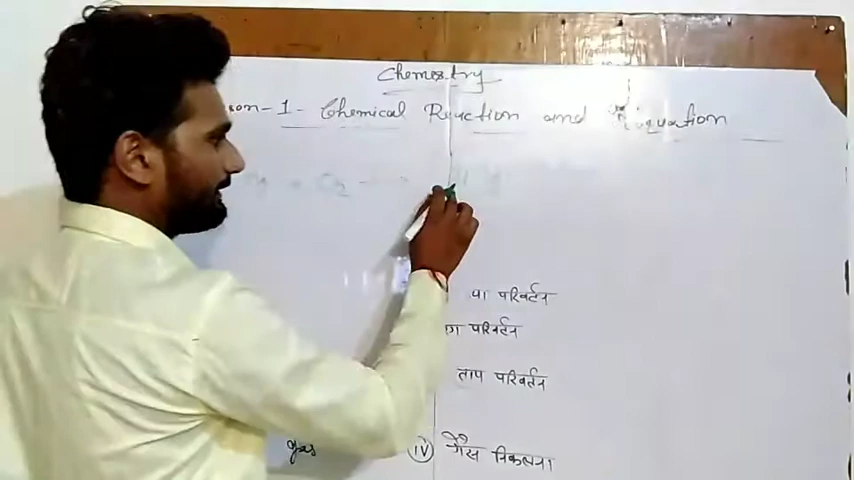 Chemistry
son-1- Chemical Reaction and Equation
O2 →
वा परिवर्तन
का परिवर्तन
ताप परिवर्तन
gas
(iv) गैस निकलना